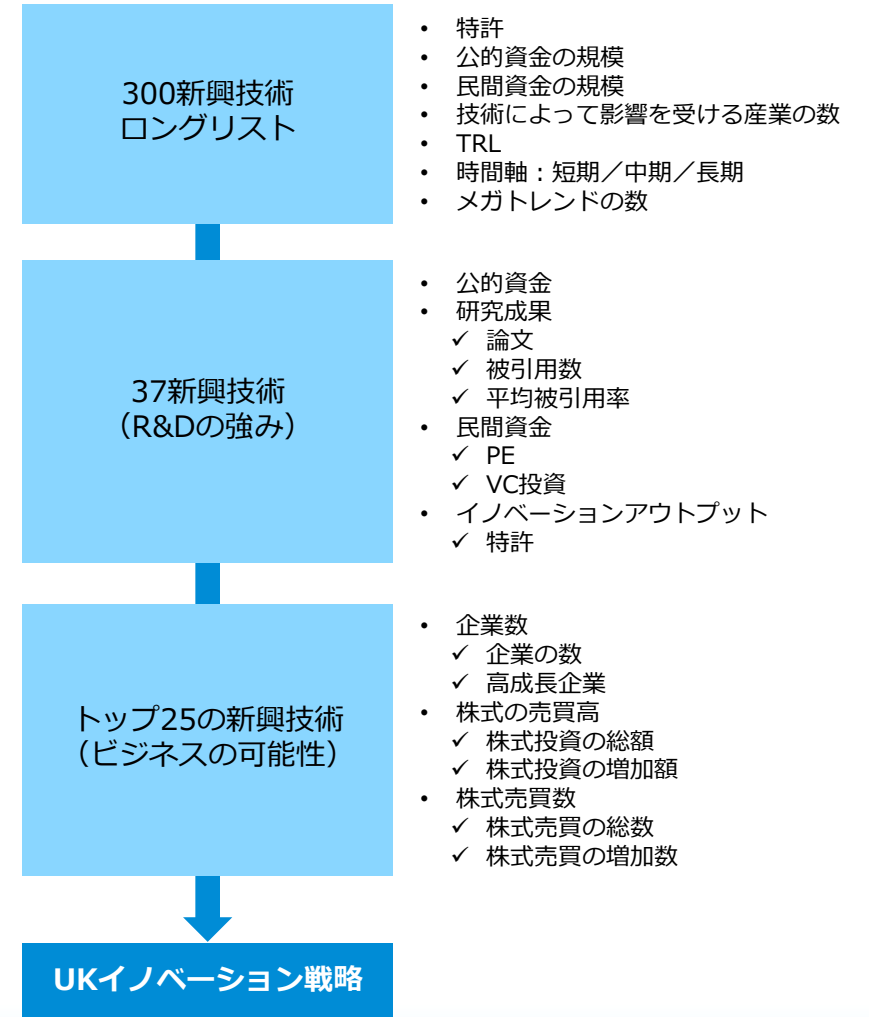 300新興技術
ロングリスト
• 特許
• 公的資金の規模
• 民間資金の規模
• 技術によって影響を受ける産業の数
• TRL
• 時間軸：短期／中期／長期
• メガトレンドの数
37新興技術
（R&Dの強み）
• 公的資金
• 研究成果
✓ 論文
✓ 被引用数
✓ 平均被引用率
• 民間資金
✓ PE
✓ VC投資
• イノベーションアウトプット
✓ 特許
トップ25の新興技術
（ビジネスの可能性）
• 企業数
✓ 企業の数
✓ 高成長企業
• 株式の売買高
✓ 株式投資の総額
✓ 株式投資の増加額
• 株式売買数
✓ 株式売買の総数
✓ 株式売買の増加数
UKイノベーション戦略